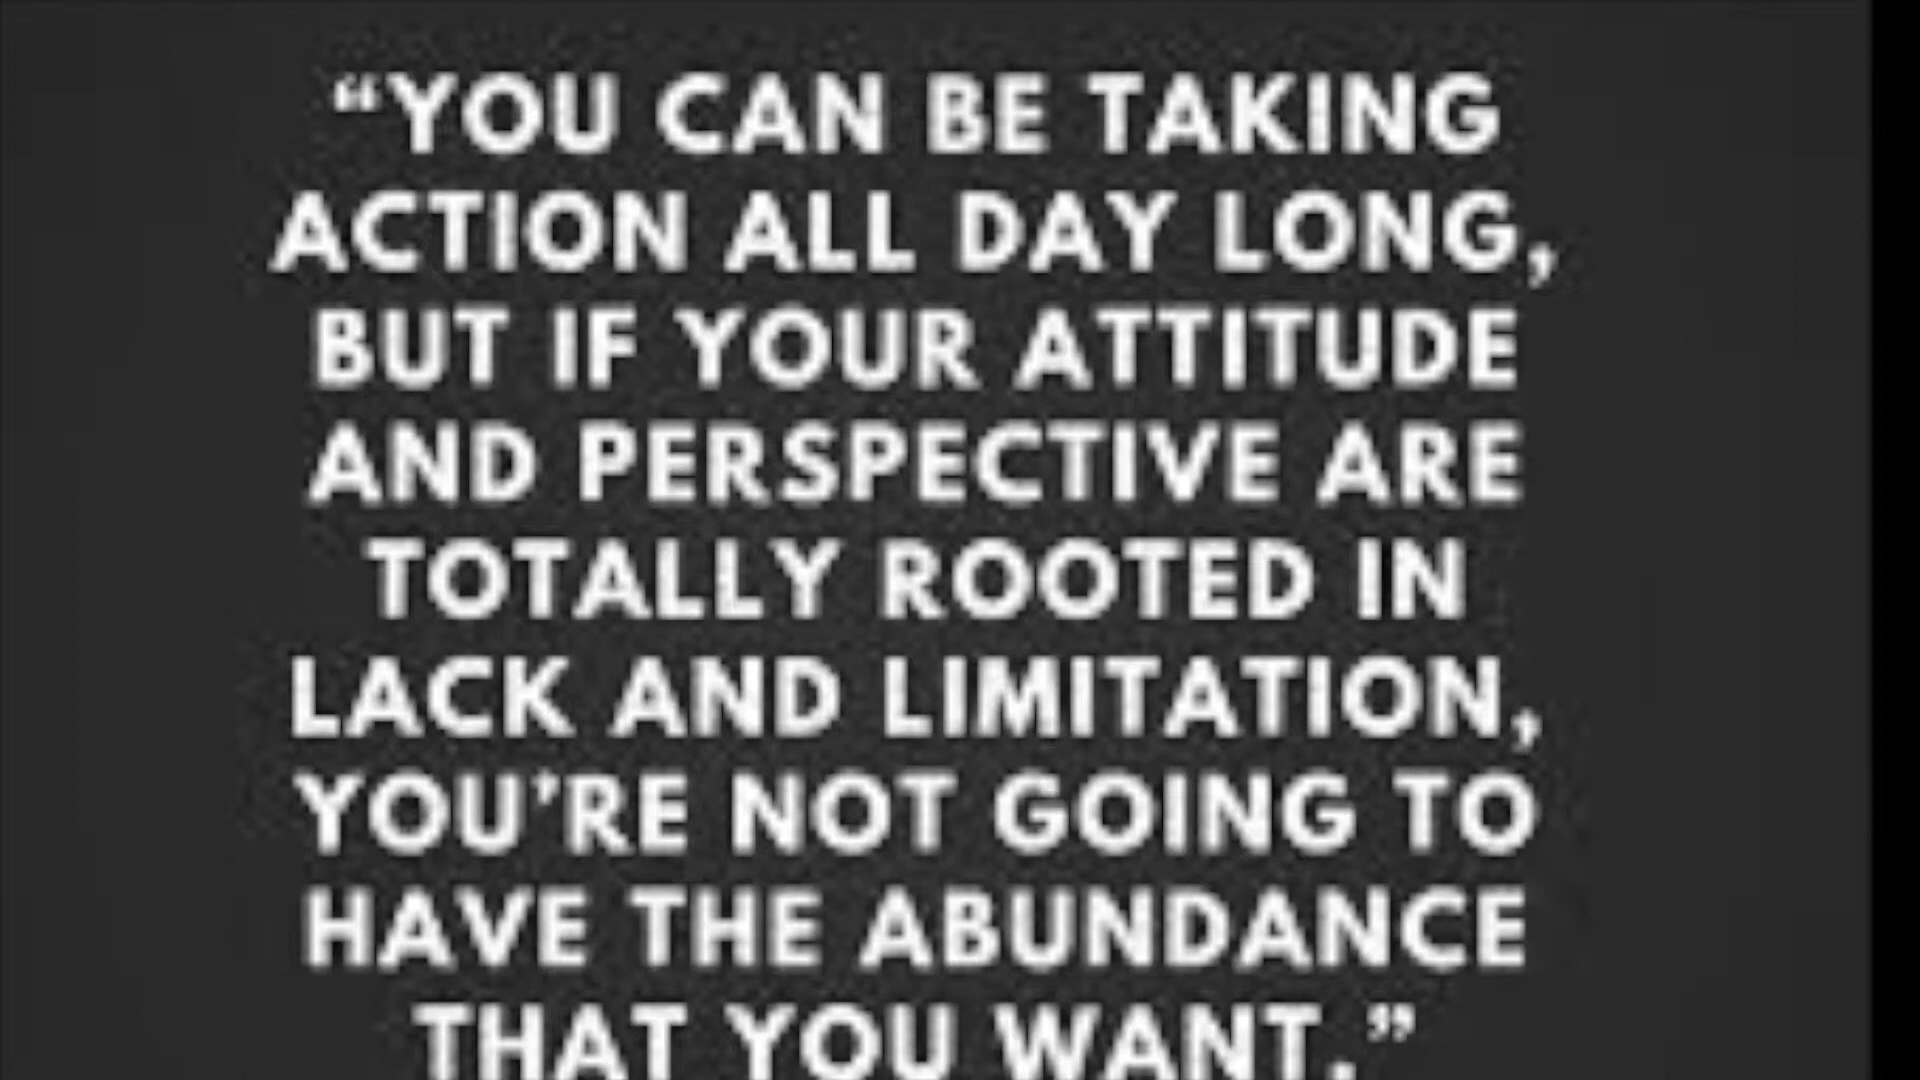 “YOU CAN BE TAKING
ACTION ALL DAY LONG,
BUT IF YOUR ATTITUDE
AND PERSPECTIVE ARE
TOTALLY ROOTED IN
LACK AND LIMITATION,
YOU’RE NOT GOING TO
HAVE THE ABUNDANCE
THAT YOU WANT.”